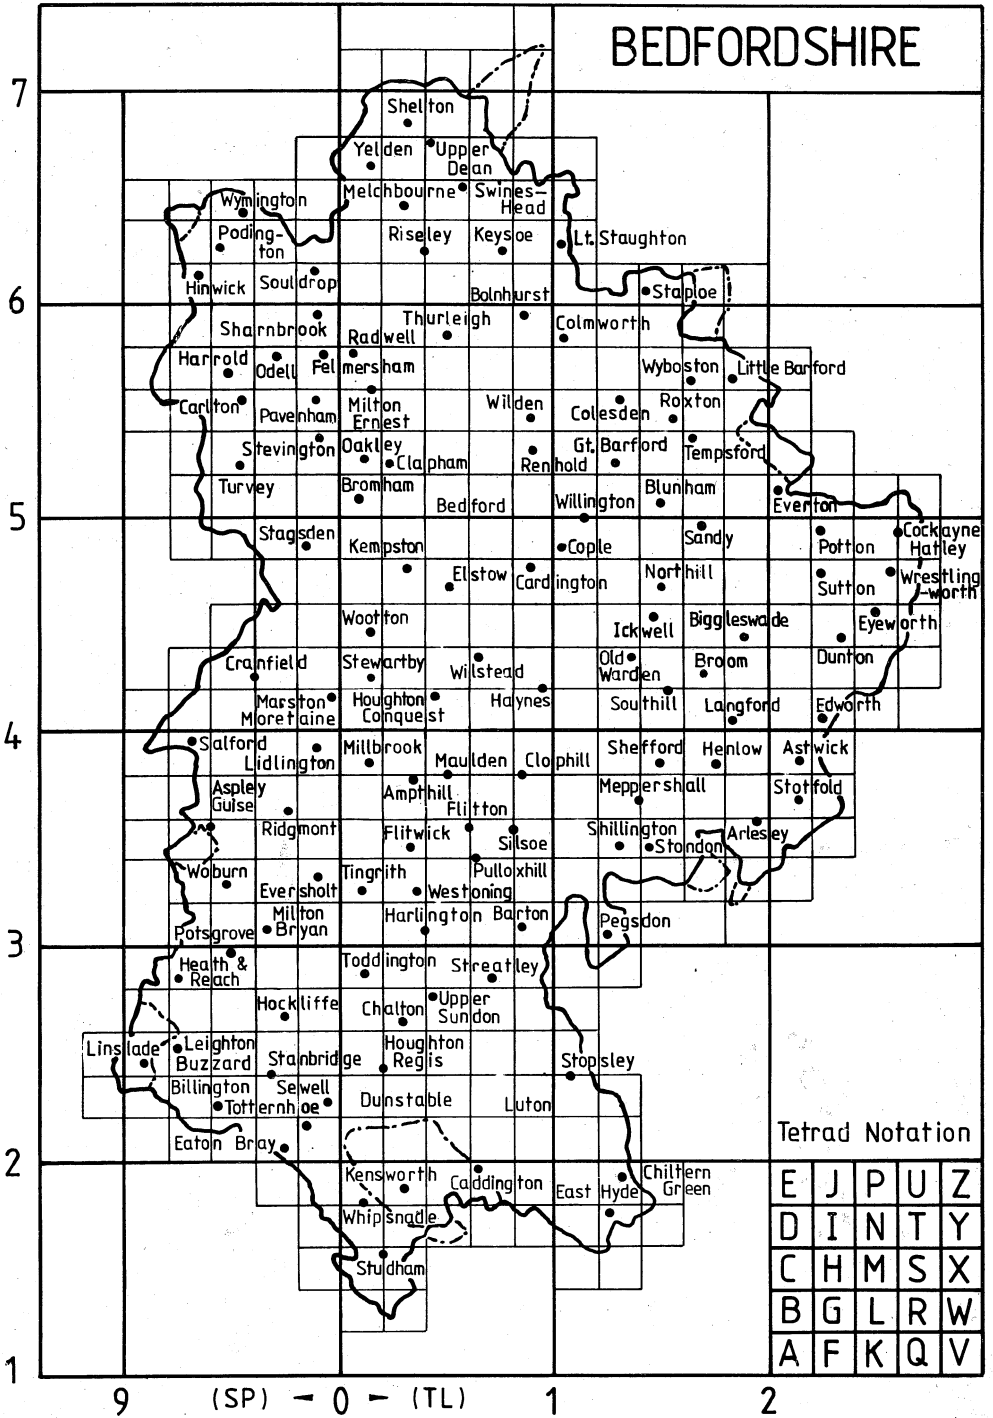 BEDFORDSHIRE
7
Shelton
Yelden
Upper
Dean
Melchbourne
Swines-
Head
Wymington
Poding-
ton
Riseley
Keysoe
Lt. Staughton
Hinwick
Souldrop
Bolnhurst
Staploe
6
Sharnbrook
Thurleigh
Colmworth
Radwell
Harrold
Odell
Felmersham
Wyboston
Little Barford
Carlton
Pavenham
Milton
Ernest
Wilden
Colesden
Roxton
Stevington
Oakley
Clapham
Renhold
Gt. Barford
Tempsford
Turvey
Bromham
Bedford
Willington
Blunham
Everton
5
Stagsden
Kempston
Cople
Sandy
Potton
Cockayne
Hatley
Elstow
Cardington
Northill
Sutton
Wrestling
-worth
Wootton
Ickwell
Biggleswade
Eyeworth
Cranfield
Stewartby
Wilstead
Old
Warden
Broom
Dunton
Marston
Moretaine
Houghton
Conquest
Haynes
Southill
Langford
Edworth
4
Salford
Lidlington
Millbrook
Maulden
Clophill
Shefford
Henlow
Astwick
Aspley
Guise
Ampthill
Meppershall
Stotfold
Ridgmont
Flitton
Flitwick
Silsoe
Shillington
Stondon
Arlesey
Woburn
Eversholt
Tingrith
Pulloxhill
Westoning
Milton
Bryan
Harlington
Barton
Pegsdon
Potsgrove
3
Heath &
Reach
Toddington
Streatley
Hockliffe
Chalton
Upper
Sundon
Linslade
Leighton
Buzzard
Stanbridge
Houghton
Regis
Stopsley
Billington
Sewell
Totternhoe
Dunstable
Luton
Eaton Bray
2
Kensworth
Caddington
East Hyde
Chiltern
Green
Whipsnade
Studham
Tetrad Notation
E J P U Z
D I N T Y
C H M S X
B G L R W
A F K Q V
1
9 (SP) 0 (TL) 1 2